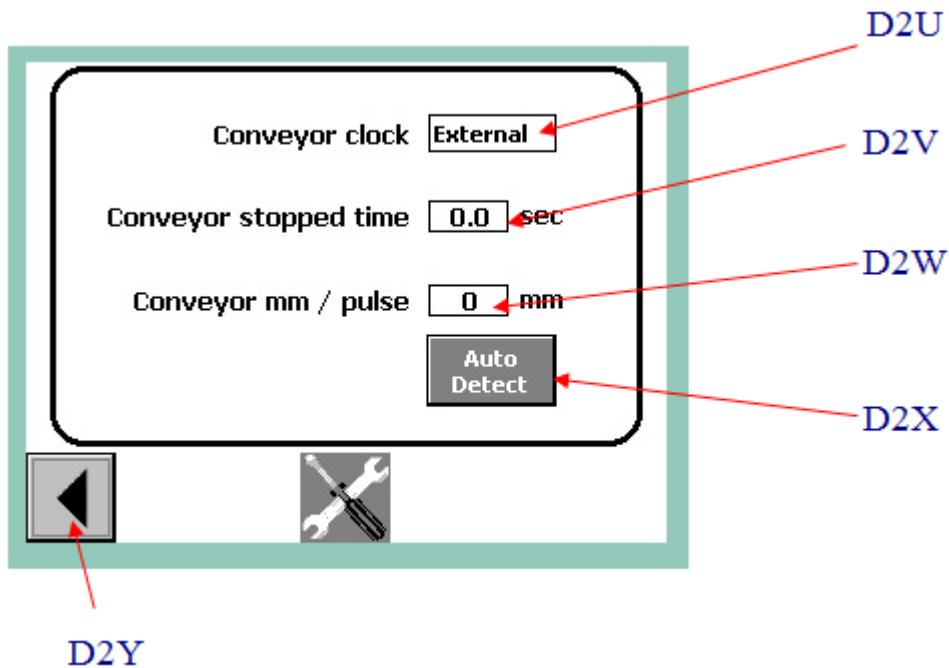 D2U
Conveyor clock External
D2V
Conveyor stopped time 0.0 sec
D2W
Conveyor mm / pulse 0 mm
Auto
Detect
D2X
D2Y